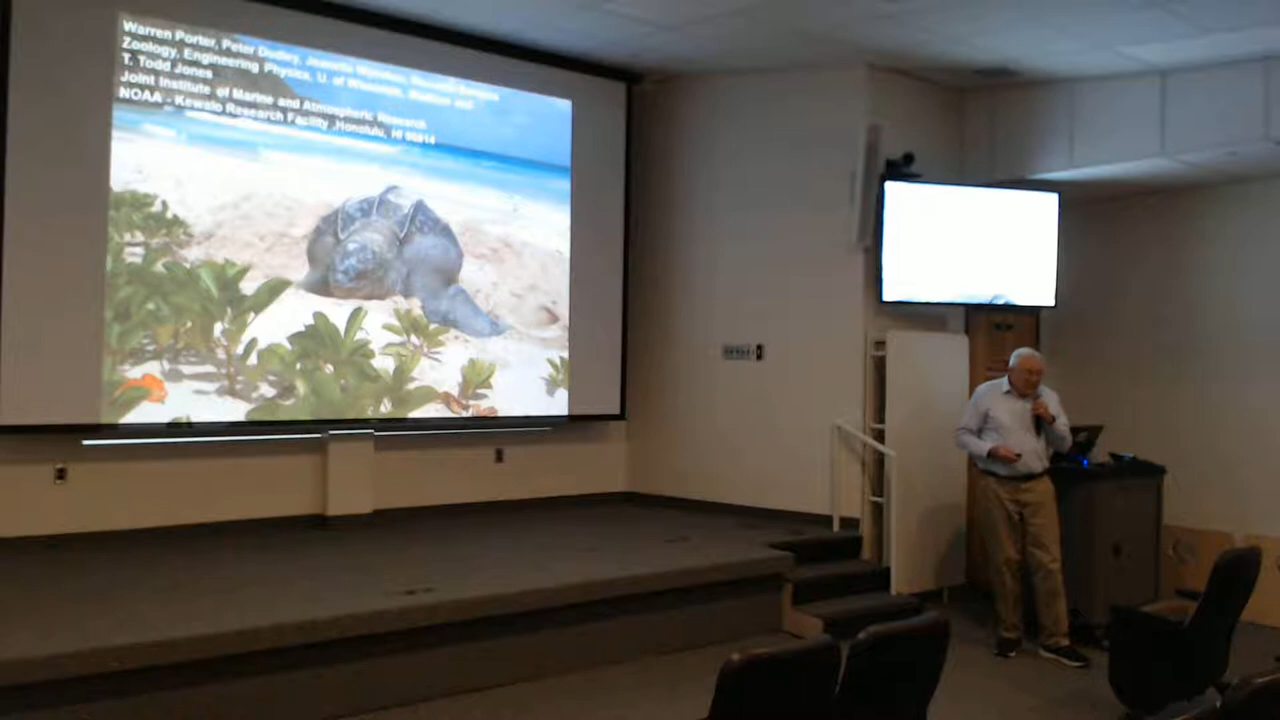 Warren Porter, Peter Dudley,
Zoology, Engineering Physics, U. of Wisconsin, Madison and
T. Todd Jones
Joint Institute of Marine and Atmospheric Research
NOAA - Kewalo Research Facility ,Honolulu, HI 96814